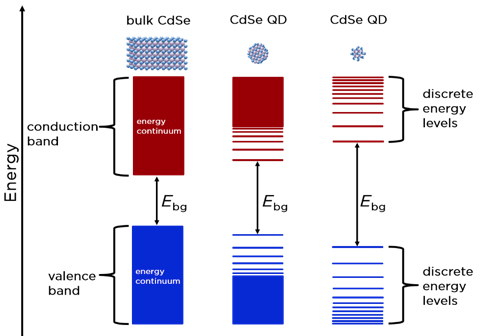 bulk CdSe
CdSe QD
CdSe QD
Energy
conduction
band
energy
continuum
discrete
energy
levels
Ebg
Ebg
Ebg
valence
band
energy
continuum
discrete
energy
levels